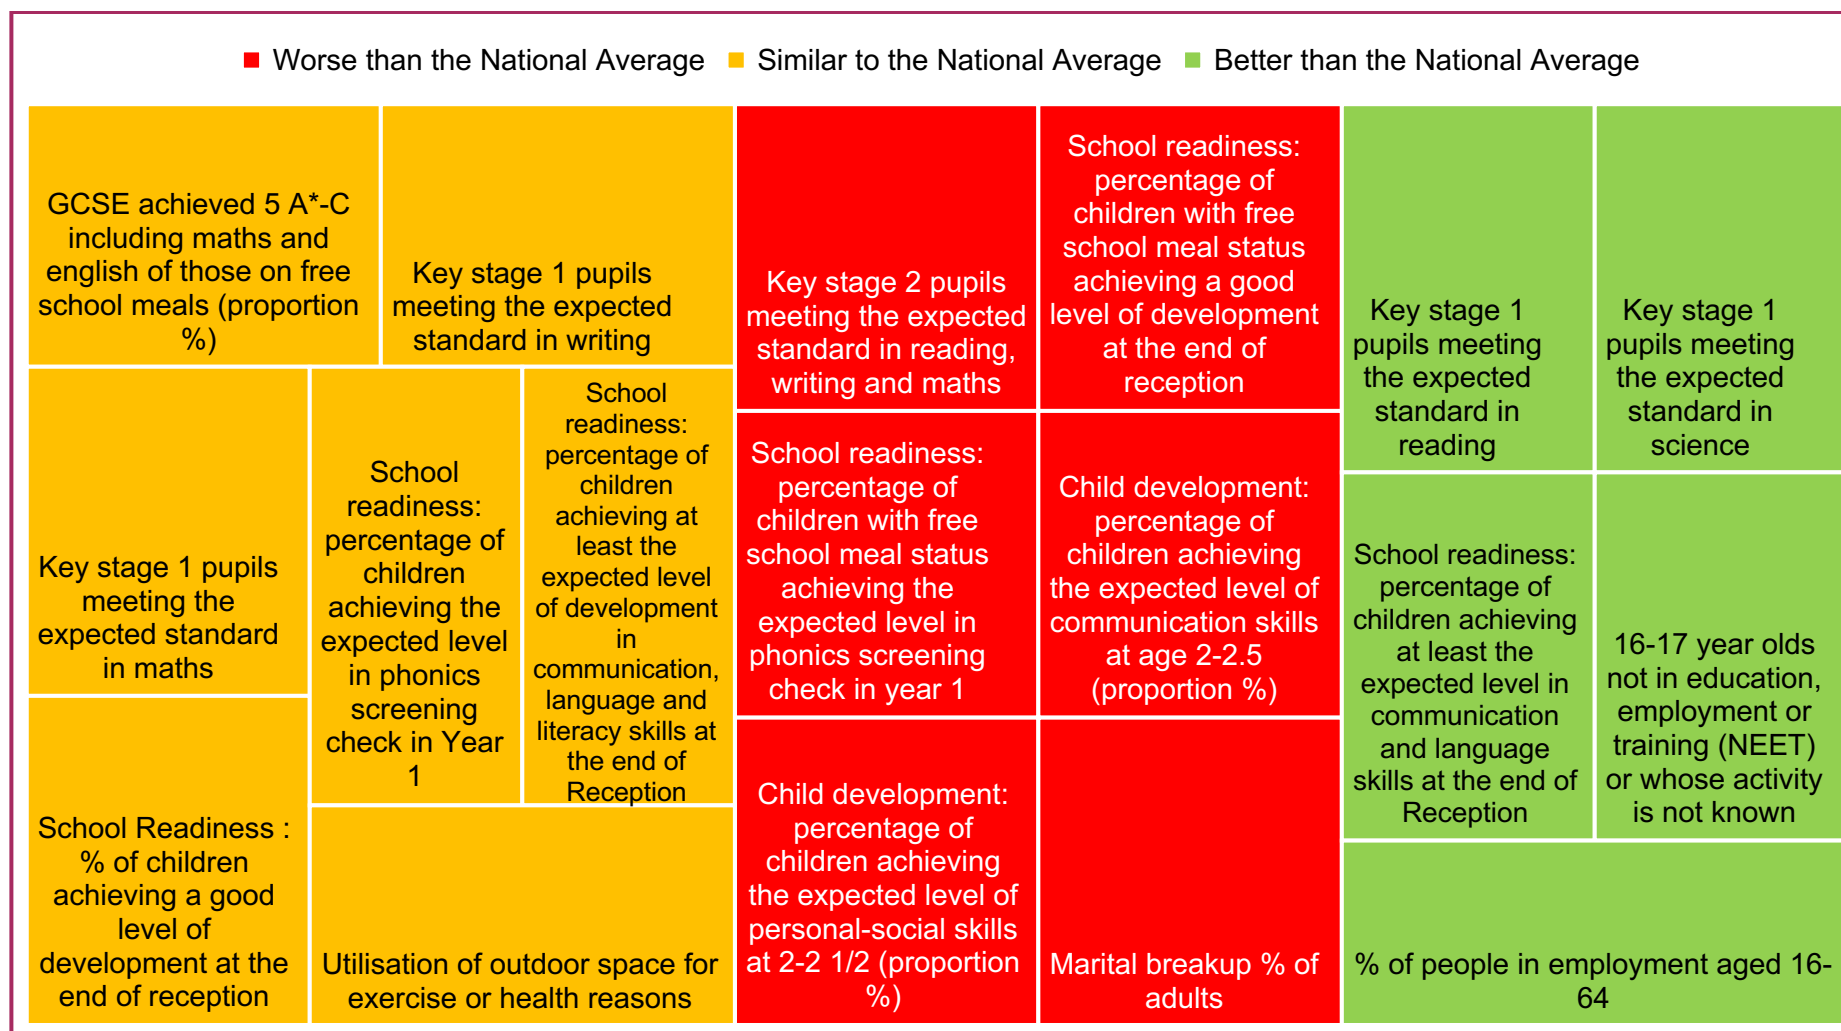 Worse than the National Average
Similar to the National Average
Better than the National Average
GCSE achieved 5 A*-C
including maths and
english of those on free
school meals (proportion
%)
Key stage 1 pupils
meeting the expected
standard in writing
Key stage 1 pupils
meeting the
expected standard
in maths
School
readiness:
percentage of
children
achieving the
expected level
in phonics
screening
check in Year
1
School
readiness:
percentage of
children
achieving at
least the
expected level
of development
in
communication,
language and
literacy skills at
the end of
Reception
School Readiness :
% of children
achieving a good
level of
development at the
end of reception
Utilisation of outdoor space for
exercise or health reasons
Key stage 2 pupils
meeting the expected
standard in reading,
writing and maths
School readiness:
percentage of
children with free
school meal status
achieving a good
level of development
at the end of
reception
School readiness:
percentage of
children with free
school meal status
achieving the
expected level in
phonics screening
check in year 1
Child development:
percentage of
children achieving
the expected level of
communication skills
at age 2-2.5
(proportion %)
Child development:
percentage of
children achieving
the expected level of
personal-social skills
at 2-2 1/2 (proportion
%)
Marital breakup % of
adults
Key stage 1
pupils meeting
the expected
standard in
reading
Key stage 1
pupils meeting
the expected
standard in
science
School readiness:
percentage of
children achieving
at least the
expected level in
communication
and language
skills at the end of
Reception
16-17 year olds
not in education,
employment or
training (NEET)
or whose activity
is not known
% of people in employment aged 16-
64